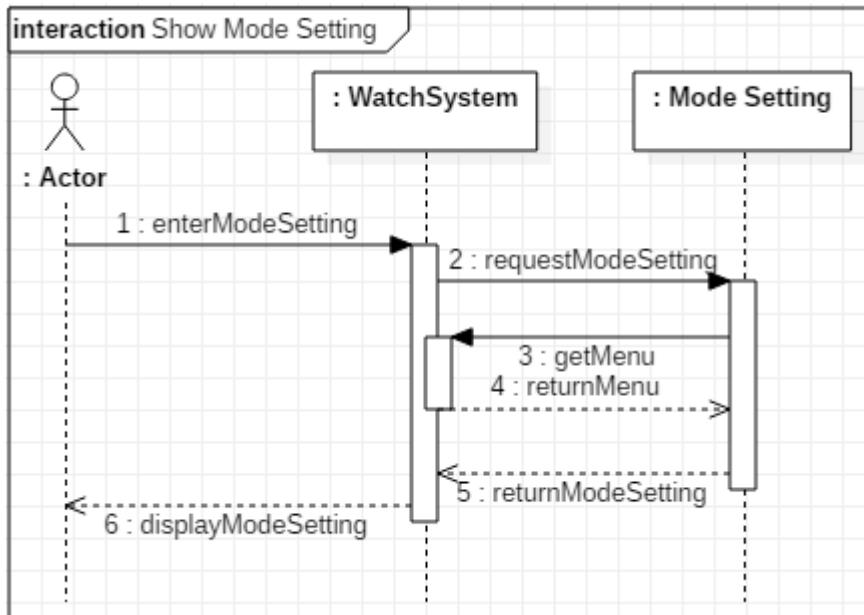 interaction Show Mode Setting
: WatchSystem
: Mode Setting
: Actor
1 : enterModeSetting
2 : requestModeSetting
3 : getMenu
4 : returnMenu
5 : returnModeSetting
6 : displayModeSetting